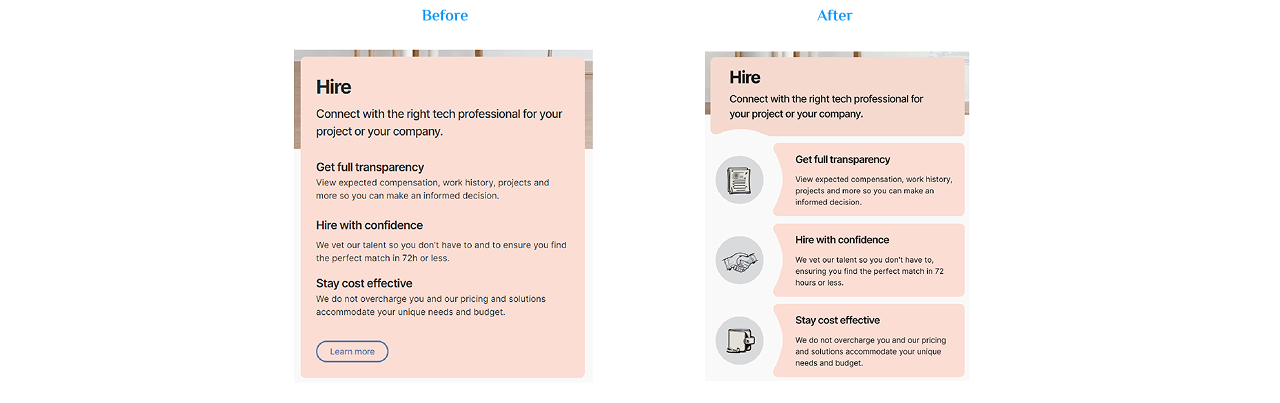 Before
Hire
Connect with the right tech professional for your
project or your company.
Get full transparency
View expected compensation, work history, projects and
more so you can make an informed decision.
Hire with confidence
We vet our talent so you don't have to and to ensure you find
the perfect match in 72h or less.
Stay cost effective
We do not overcharge you and our pricing and solutions
accommodate your unique needs and budget.
Learn more
After
Hire
Connect with the right tech professional for
your project or your company.
Get full transparency
View expected compensation, work history,
projects and more so you can make an
informed decision.
Hire with confidence
We vet our talent so you don't have to,
ensuring you find the perfect match in 72
hours or less.
Stay cost effective
We do not overcharge you and our pricing
and solutions accommodate your unique
needs and budget.